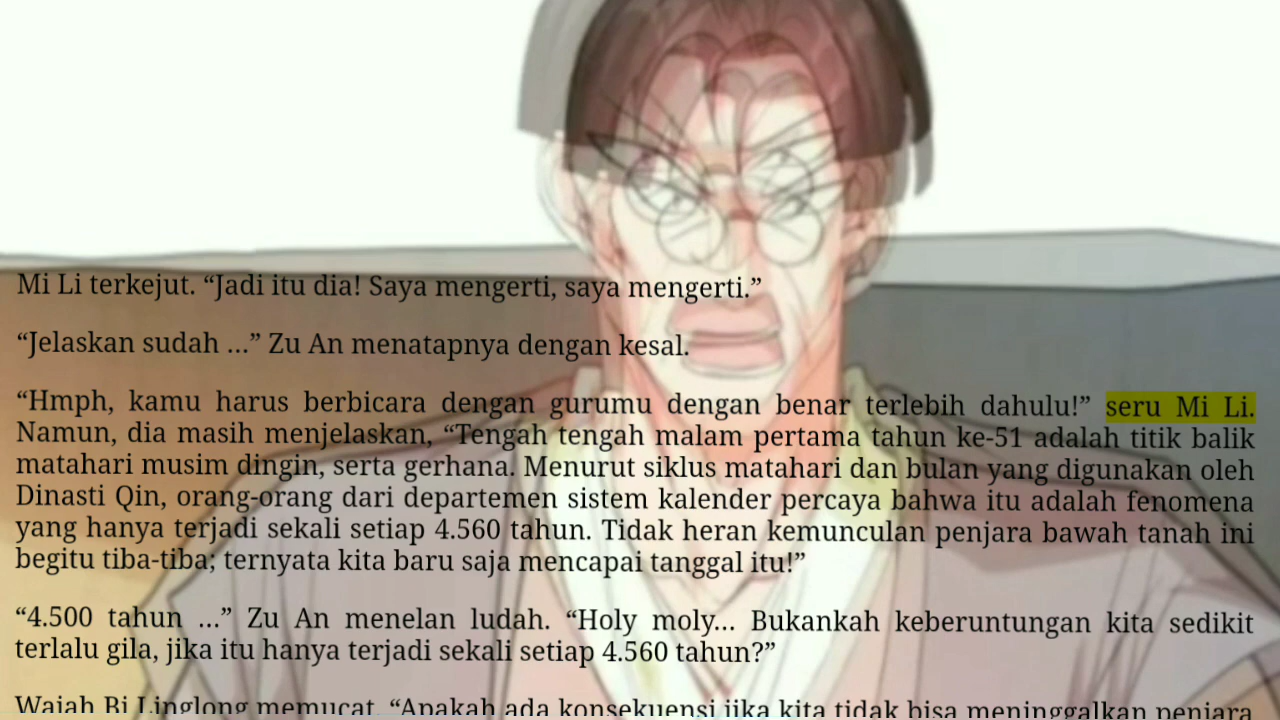 Mi Li terkejut. “Jadi itu dia! Saya mengerti, saya mengerti.”
“Jelaskan sudah ...” Zu An menatapnya dengan kesal.
“Hmph, kamu harus berbicara dengan gurumu dengan benar terlebih dahulu!” seru Mi Li.
Namun, dia masih menjelaskan, “Tengah tengah malam pertama tahun ke-51 adalah titik balik
matahari musim dingin, serta gerhana. Menurut siklus matahari dan bulan yang digunakan oleh
Dinasti Qin, orang-orang dari departemen sistem kalender percaya bahwa itu adalah fenomena
yang hanya terjadi sekali setiap 4.560 tahun. Tidak heran kemunculan penjara bawah tanah ini
begitu tiba-tiba; ternyata kita baru saja mencapai tanggal itu!”
“4.500 tahun ...” Zu An menelan ludah. “Holy moly... Bukankah keberuntungan kita sedikit
terlalu gila, jika itu hanya terjadi sekali setiap 4.560 tahun?”
Wajah Bi Linglong memucat. “Apakah ada konsekuensi jika kita tidak bisa meninggalkan penjara